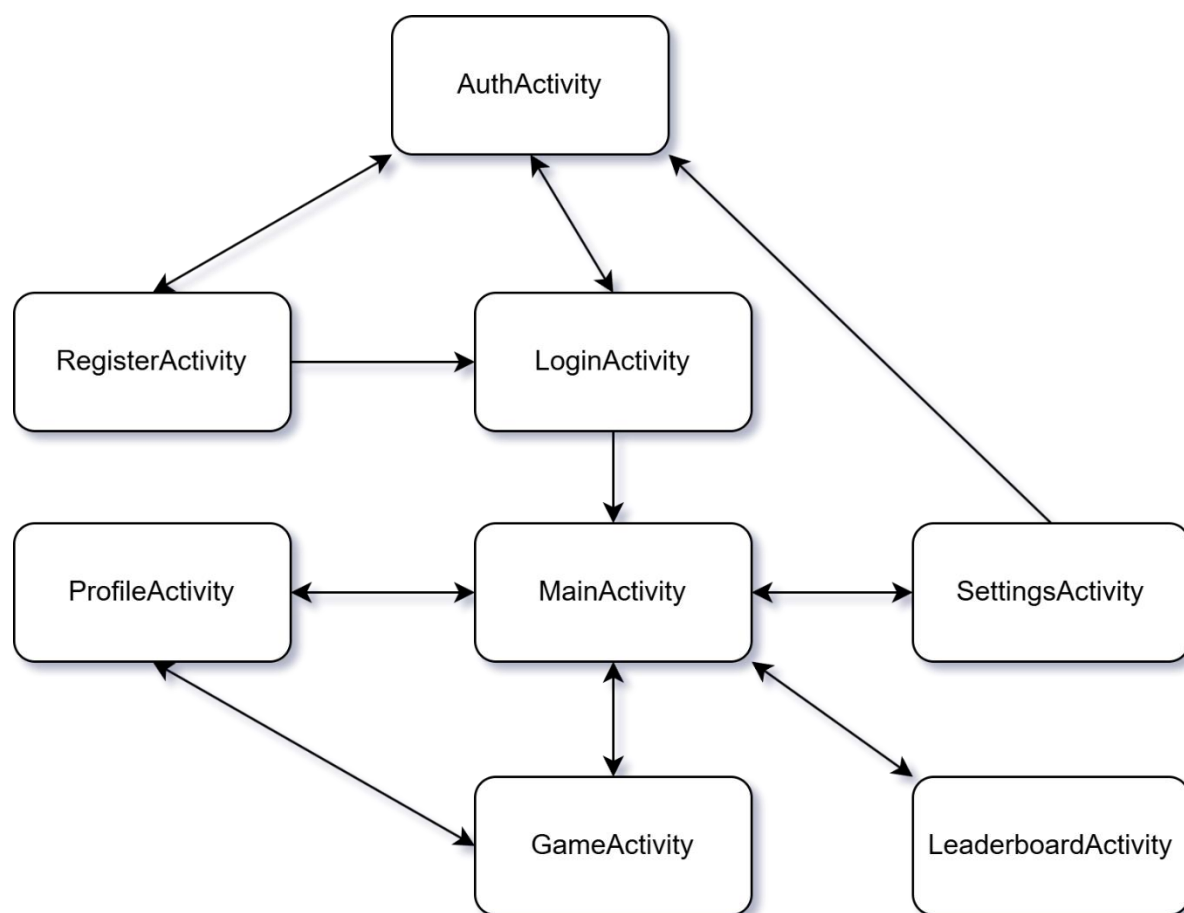 AuthActivity
RegisterActivity
LoginActivity
ProfileActivity
MainActivity
SettingsActivity
GameActivity
LeaderboardActivity